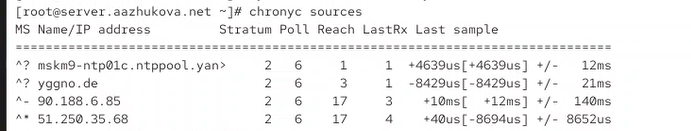 [root@server.aazhukova.net ~]# chronyc sources
MS Name/IP address         Stratum Poll Reach LastRx Last sample
===============================================================================
^? mskm9-ntp01c.ntppool.yan>     2   6     1     1  +4639us[+4639us] +/-   12ms
^? yggno.de                      2   6     3     1  -8429us[-8429us] +/-   21ms
^- 90.188.6.85                   2   6    17     3    +10ms[  +12ms] +/-  140ms
^* 51.250.35.68                  2   6    17     4    +40us[-8694us] +/- 8652us